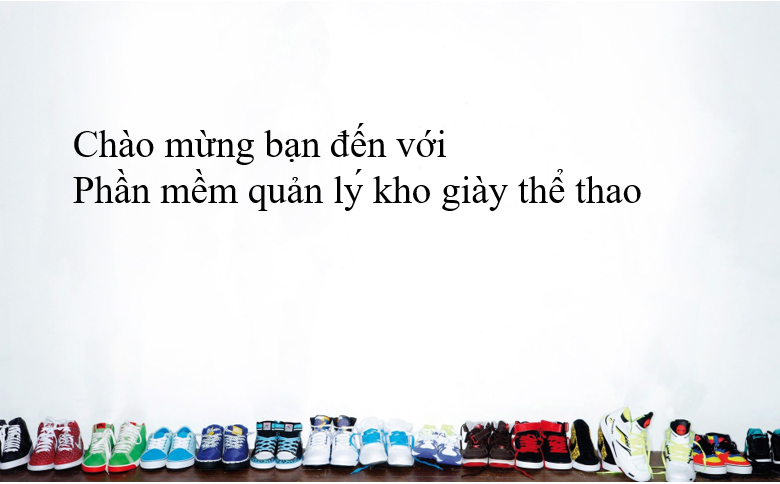 Chào mừng bạn đến với
Phần mềm quản lý kho giày thể thao